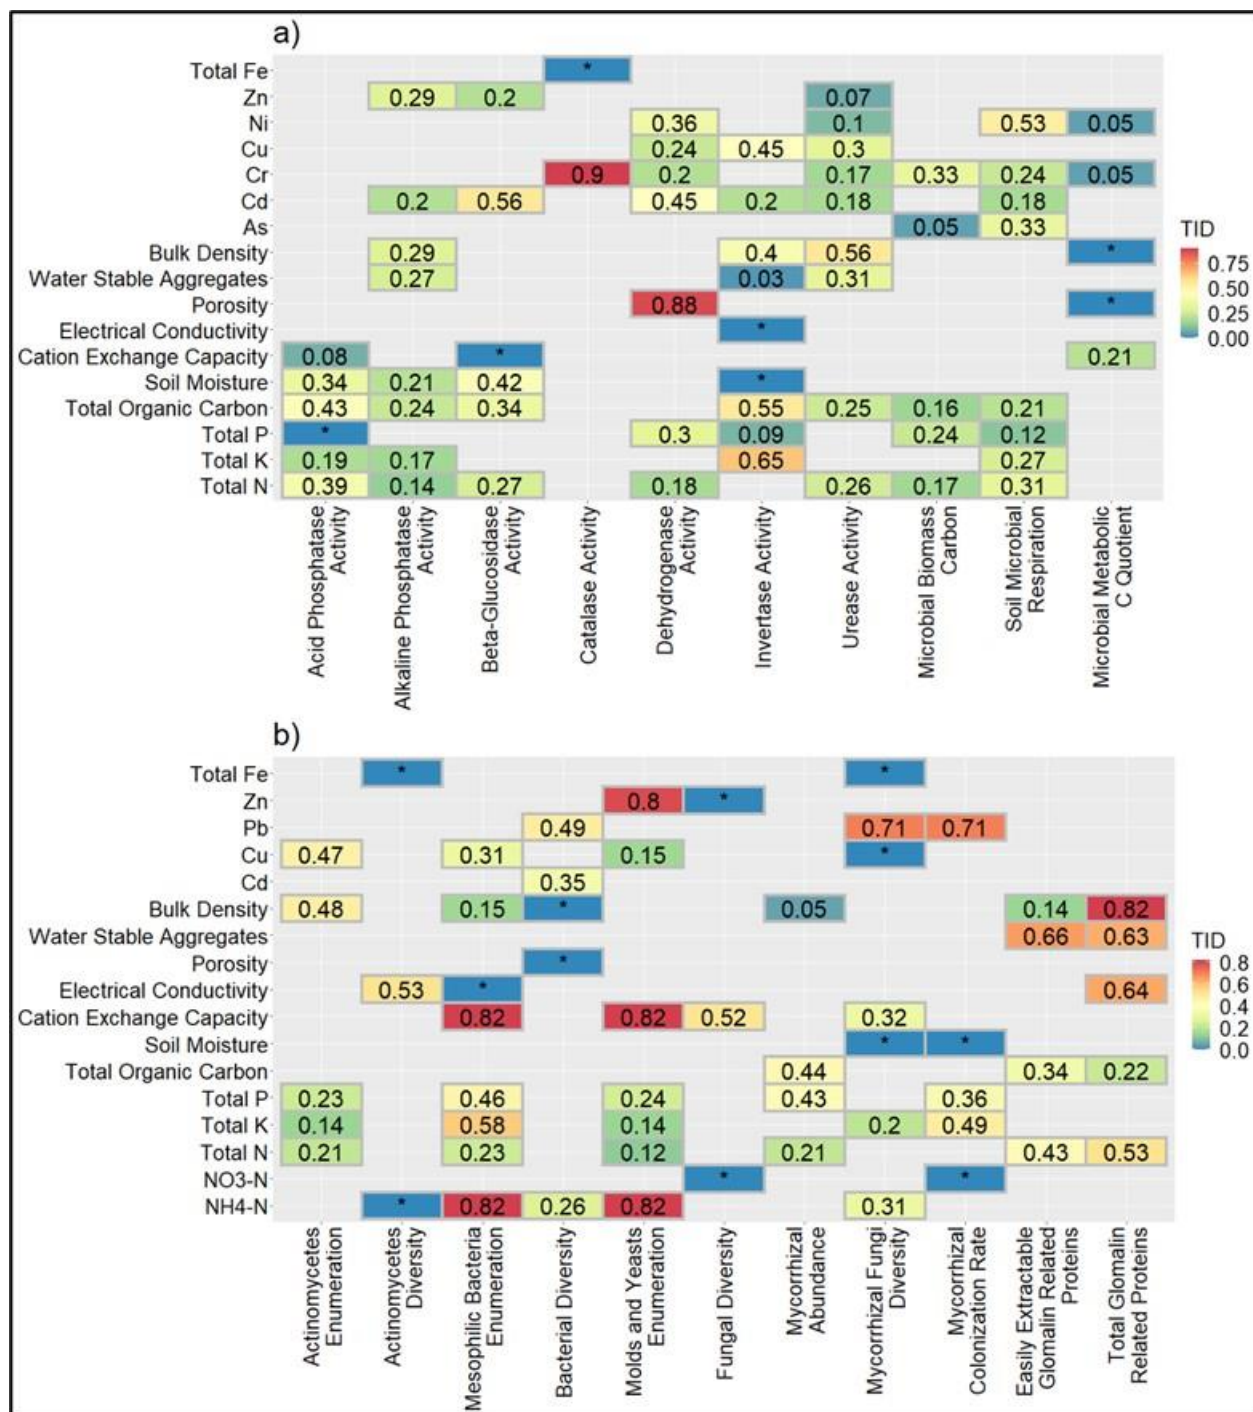 a)
Total Fe *
Zn 0.29 0.2 0.07
Ni 0.36 0.1 0.53 0.05
Cu 0.24 0.45 0.3
Cr 0.9 0.2 0.17 0.33 0.24 0.05
Cd 0.2 0.56 0.45 0.2 0.18 0.18
As 0.05 0.33
Bulk Density 0.29 0.4 0.56 *
Water Stable Aggregates 0.27 0.03 0.31
Porosity 0.88 *
Electrical Conductivity *
Cation Exchange Capacity 0.08 * 0.21
Soil Moisture 0.34 0.21 0.42 *
Total Organic Carbon 0.43 0.24 0.34 0.55 0.25 0.16 0.21
Total P * 0.3 0.09 0.24 0.12
Total K 0.19 0.17 0.65 0.27
Total N 0.39 0.14 0.27 0.18 0.26 0.17 0.31
Acid Phosphatase
Activity
Alkaline Phosphatase
Activity
Beta-Glucosidase
Activity
Catalase Activity
Dehydrogenase
Activity
Invertase Activity
Urease Activity
Microbial Biomass
Carbon
Soil Microbial
Respiration
Microbial Metabolic
C Quotient
TID
0.75
0.50
0.25
0.00
b)
Total Fe * *
Zn 0.8 *
Pb 0.49 0.71 0.71
Cu 0.47 0.31 0.15 *
Cd 0.35
Bulk Density 0.48 0.15 * 0.05 0.14 0.82
Water Stable Aggregates 0.66 0.63
Porosity *
Electrical Conductivity 0.53 * 0.64
Cation Exchange Capacity 0.82 0.82 0.52 0.32
Soil Moisture * *
Total Organic Carbon 0.44 0.34 0.22
Total P 0.23 0.46 0.24 0.43 0.36
Total K 0.14 0.58 0.14 0.2 0.49
Total N 0.21 0.23 0.12 0.21 0.43 0.53
NO3-N * *
NH4-N * 0.82 0.26 0.82 0.31
Actinomycetes
Enumeration
Actinomycetes
Diversity
Mesophilic Bacteria
Enumeration
Bacterial Diversity
Molds and Yeasts
Enumeration
Fungal Diversity
Mycorrhizal
Abundance
Mycorrhizal Fungi
Diversity
Mycorrhizal
Colonization Rate
Easily Extractable
Glomalin Related
Proteins
Total Glomalin
Related Proteins
TID
0.8
0.6
0.4
0.2
0.0